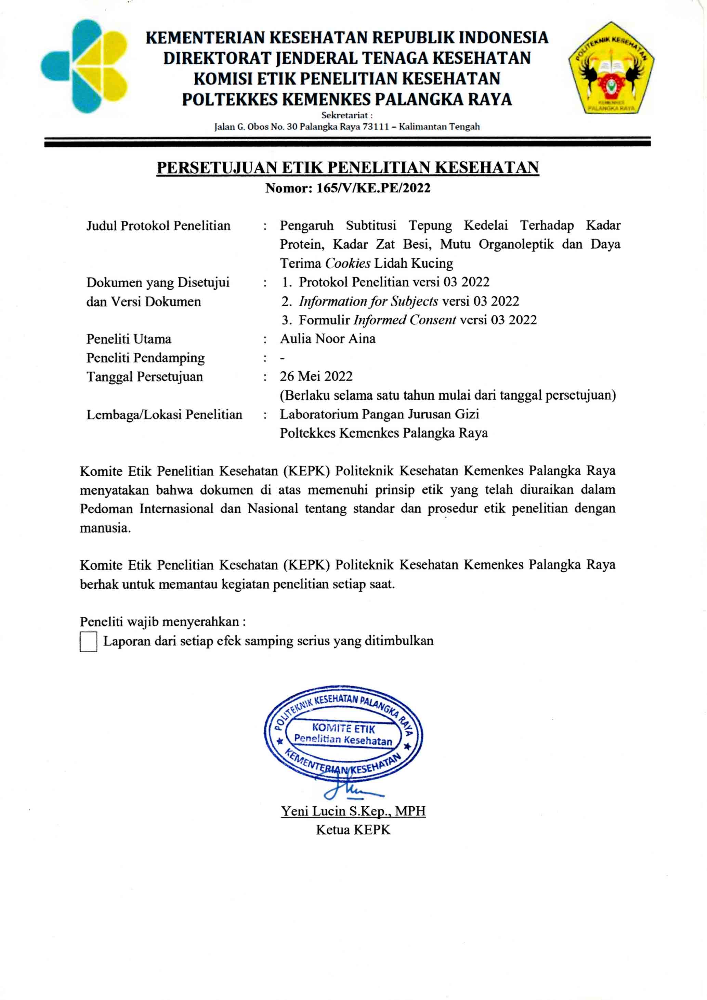 KEMENTERIAN KESEHATAN REPUBLIK INDONESIA
DIREKTORAT JENDERAL TENAGA KESEHATAN
KOMISI ETIK PENELITIAN KESEHATAN
POLTEKKES KEMENKES PALANGKA RAYA
Sekretariat :
Jalan G. Obos No. 30 Palangka Raya 73111 – Kalimantan Tengah
POLITEKNIK KESEHATAN
KEMENKES
PALANGKA RAYA
PERSETUJUAN ETIK PENELITIAN KESEHATAN
Nomor: 165/V/KE.PE/2022
Judul Protokol Penelitian : Pengaruh Subtitusi Tepung Kedelai Terhadap Kadar
Protein, Kadar Zat Besi, Mutu Organoleptik dan Daya
Terima Cookies Lidah Kucing
Dokumen yang Disetujui : 1. Protokol Penelitian versi 03 2022
dan Versi Dokumen 2. Information for Subjects versi 03 2022
3. Formulir Informed Consent versi 03 2022
Peneliti Utama : Aulia Noor Aina
Peneliti Pendamping : -
Tanggal Persetujuan : 26 Mei 2022
(Berlaku selama satu tahun mulai dari tanggal persetujuan)
Lembaga/Lokasi Penelitian : Laboratorium Pangan Jurusan Gizi
Poltekkes Kemenkes Palangka Raya
Komite Etik Penelitian Kesehatan (KEPK) Politeknik Kesehatan Kemenkes Palangka Raya
menyatakan bahwa dokumen di atas memenuhi prinsip etik yang telah diuraikan dalam
Pedoman Internasional dan Nasional tentang standar dan prosedur etik penelitian dengan
manusia.
Komite Etik Penelitian Kesehatan (KEPK) Politeknik Kesehatan Kemenkes Palangka Raya
berhak untuk memantau kegiatan penelitian setiap saat.
Peneliti wajib menyerahkan :
Laporan dari setiap efek samping serius yang ditimbulkan
POLITEKNIK KESEHATAN PALANGKA RAYA
KOMITE ETIK
Penelitian Kesehatan
KEMENTERIAN KESEHATAN
Yeni Lucin S.Kep., MPH
Ketua KEPK